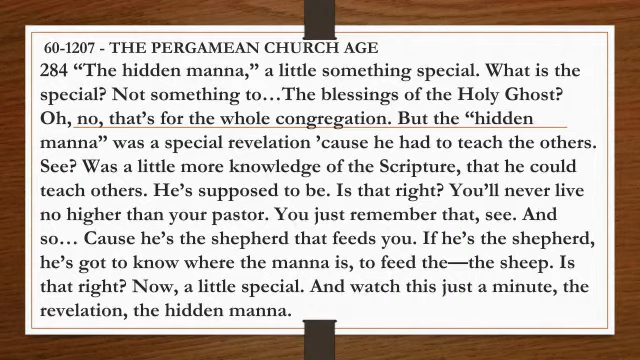 60-1207 - THE PERGAMEAN CHURCH AGE
284 “The hidden manna,” a little something special. What is the
special? Not something to…The blessings of the Holy Ghost?
Oh, no, that’s for the whole congregation. But the “hidden
manna” was a special revelation ’cause he had to teach the others.
See? Was a little more knowledge of the Scripture, that he could
teach others. He’s supposed to be. Is that right? You’ll never live
no higher than your pastor. You just remember that, see. And
so… Cause he’s the shepherd that feeds you. If he’s the shepherd,
he’s got to know where the manna is, to feed the—the sheep. Is
that right? Now, a little special. And watch this just a minute, the
revelation, the hidden manna.